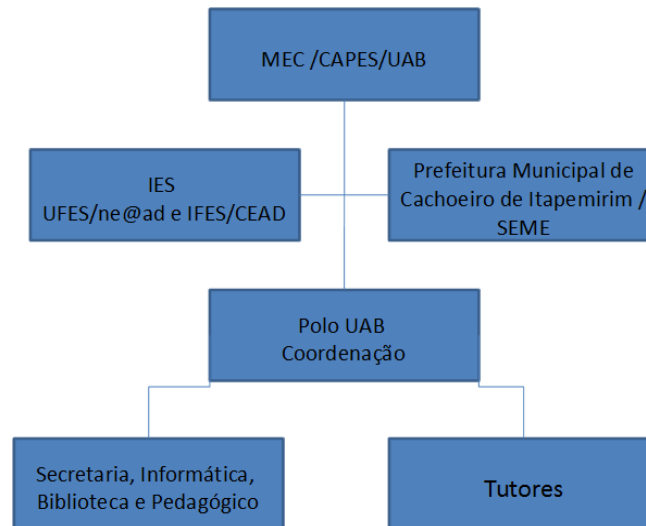 MEC /CAPES/UAB
IES
UFES/ne@ad e IFES/CEAD
Prefeitura Municipal de
Cachoeiro de Itapemirim /
SEME
Polo UAB
Coordenação
Secretaria, Informática,
Biblioteca e Pedagógico
Tutores